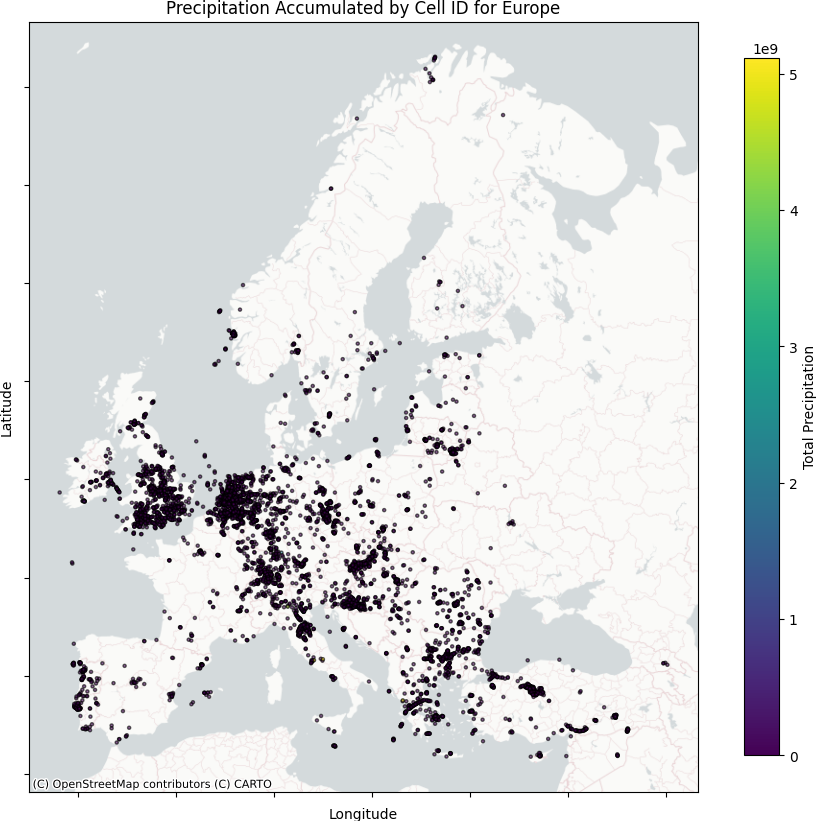 Precipitation Accumulated by Cell ID for Europe
1e9
5
4
3
2
1
0
Total Precipitation
Latitude
(C) OpenStreetMap contributors (C) CARTO
Longitude